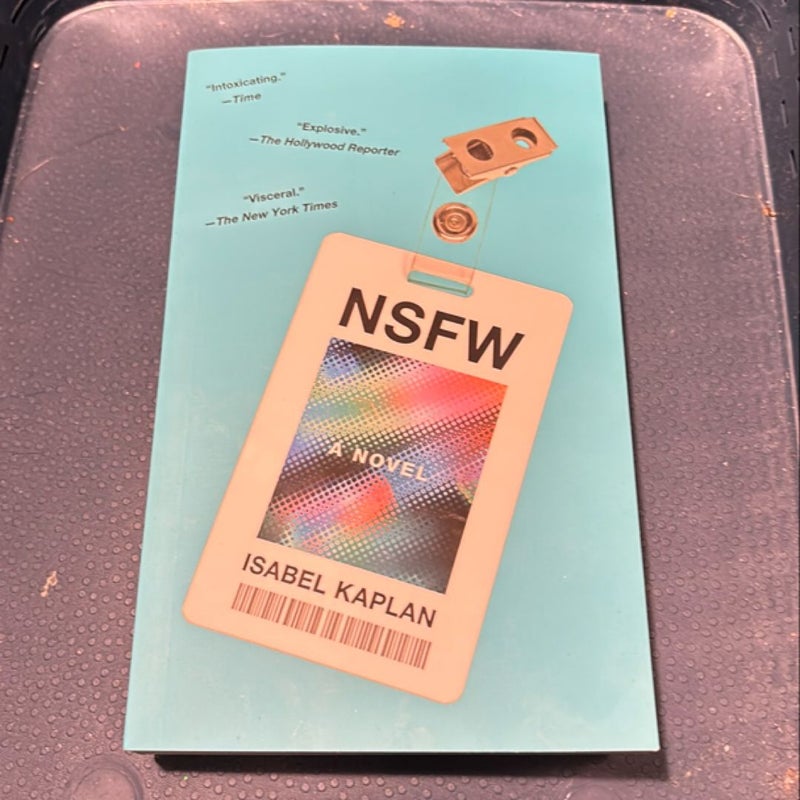 “Intoxicating.”
—Time
“Explosive.”
—The Hollywood Reporter
“Visceral.”
—The New York Times
NSFW
A NOVEL
ISABEL KAPLAN